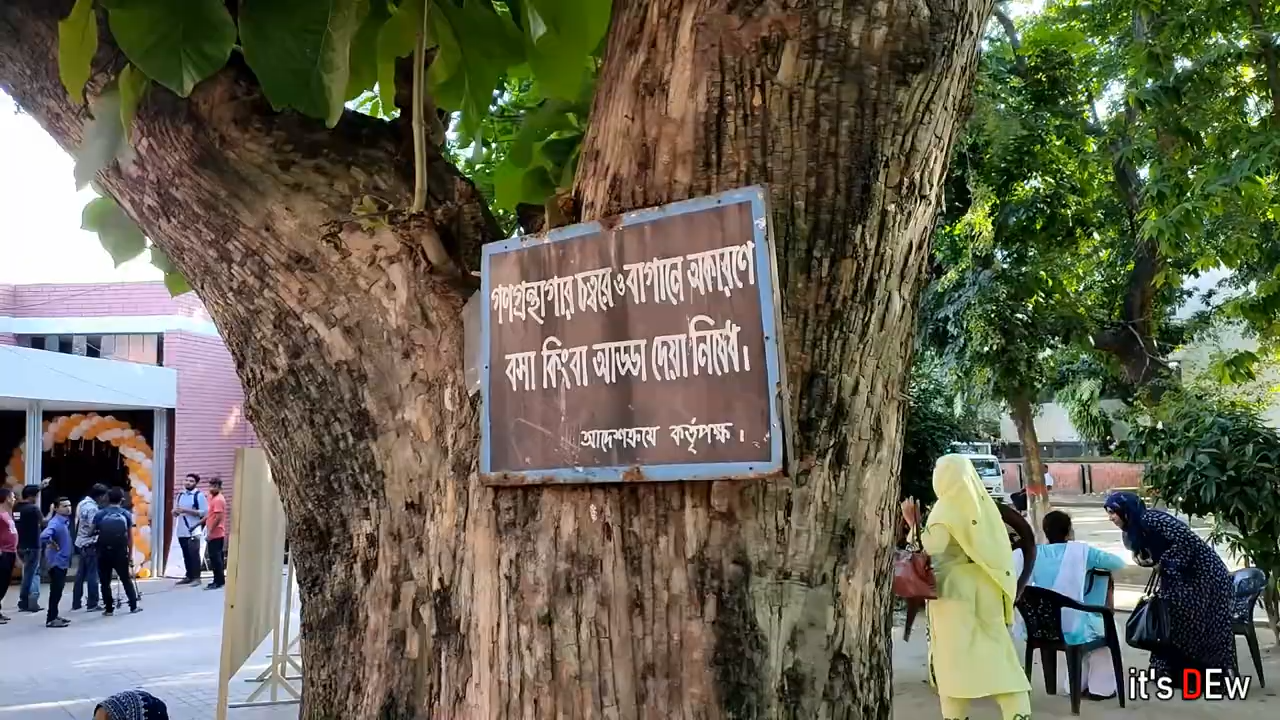 গণগ্রন্থাগার চত্বরে ও বাগানে অকারণে
বসা কিংবা আড্ডা দেয়া নিষেধ।
আদেশক্রমে কর্তৃপক্ষ।
it's DEw